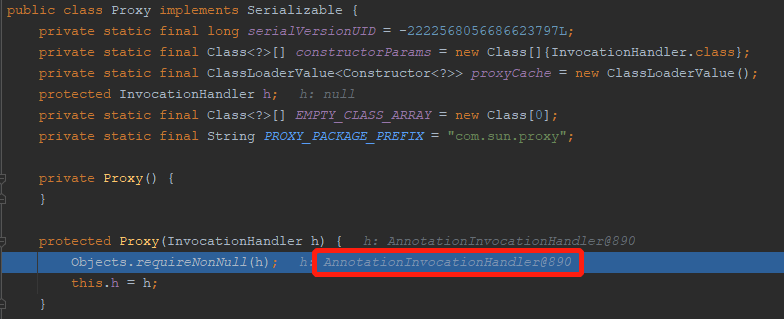 public class Proxy implements Serializable {
private static final long serialVersionUID = -2222568056686623797L;
private static final Class<?>[] constructorParams = new Class[]{InvocationHandler.class};
private static final ClassLoaderValue<Constructor<?>> proxyCache = new ClassLoaderValue();
protected InvocationHandler h; h: null
private static final Class<?>[] EMPTY_CLASS_ARRAY = new Class[0];
private static final String PROXY_PACKAGE_PREFIX = "com.sun.proxy";
private Proxy() {
}
protected Proxy(InvocationHandler h) { h: AnnotationInvocationHandler@890
Objects.requireNonNull(h); h: AnnotationInvocationHandler@890
this.h = h;
}